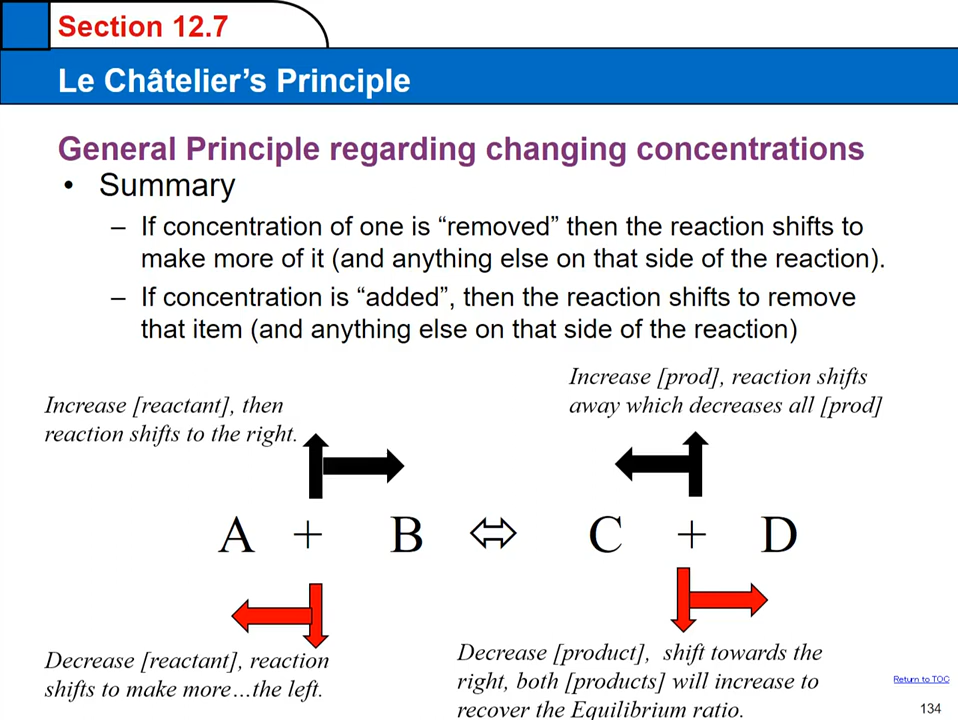 Section 12.7
Le Châtelier’s Principle
General Principle regarding changing concentrations
• Summary
– If concentration of one is “removed” then the reaction shifts to
make more of it (and anything else on that side of the reaction).
– If concentration is “added”, then the reaction shifts to remove
that item (and anything else on that side of the reaction)
Increase [reactant], then
reaction shifts to the right.
Increase [prod], reaction shifts
away which decreases all [prod]
A + B ⬄ C + D
Decrease [reactant], reaction
shifts to make more…the left.
Decrease [product], shift towards the
right, both [products] will increase to
recover the Equilibrium ratio.
Return to TOC
134